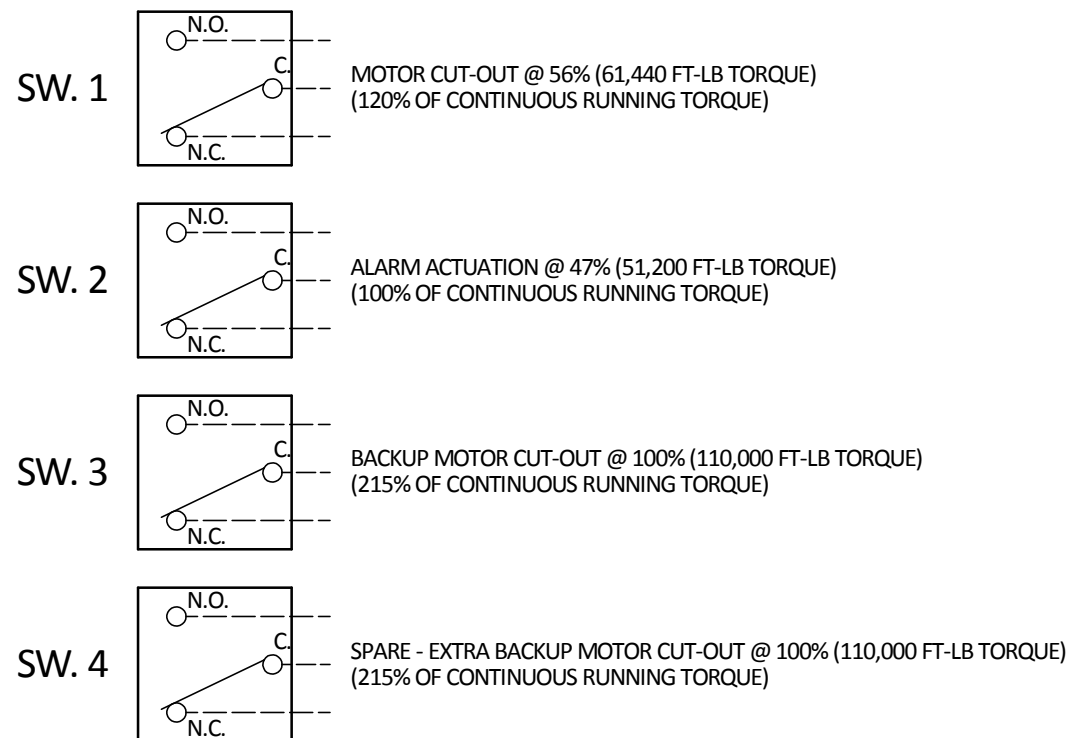 N.O.
SW. 1
C.
MOTOR CUT-OUT @ 56% (61,440 FT-LB TORQUE)
(120% OF CONTINUOUS RUNNING TORQUE)
N.C.
N.O.
SW. 2
C.
ALARM ACTUATION @ 47% (51,200 FT-LB TORQUE)
(100% OF CONTINUOUS RUNNING TORQUE)
N.C.
N.O.
SW. 3
C.
BACKUP MOTOR CUT-OUT @ 100% (110,000 FT-LB TORQUE)
(215% OF CONTINUOUS RUNNING TORQUE)
N.C.
N.O.
SW. 4
C.
SPARE - EXTRA BACKUP MOTOR CUT-OUT @ 100% (110,000 FT-LB TORQUE)
(215% OF CONTINUOUS RUNNING TORQUE)
N.C.